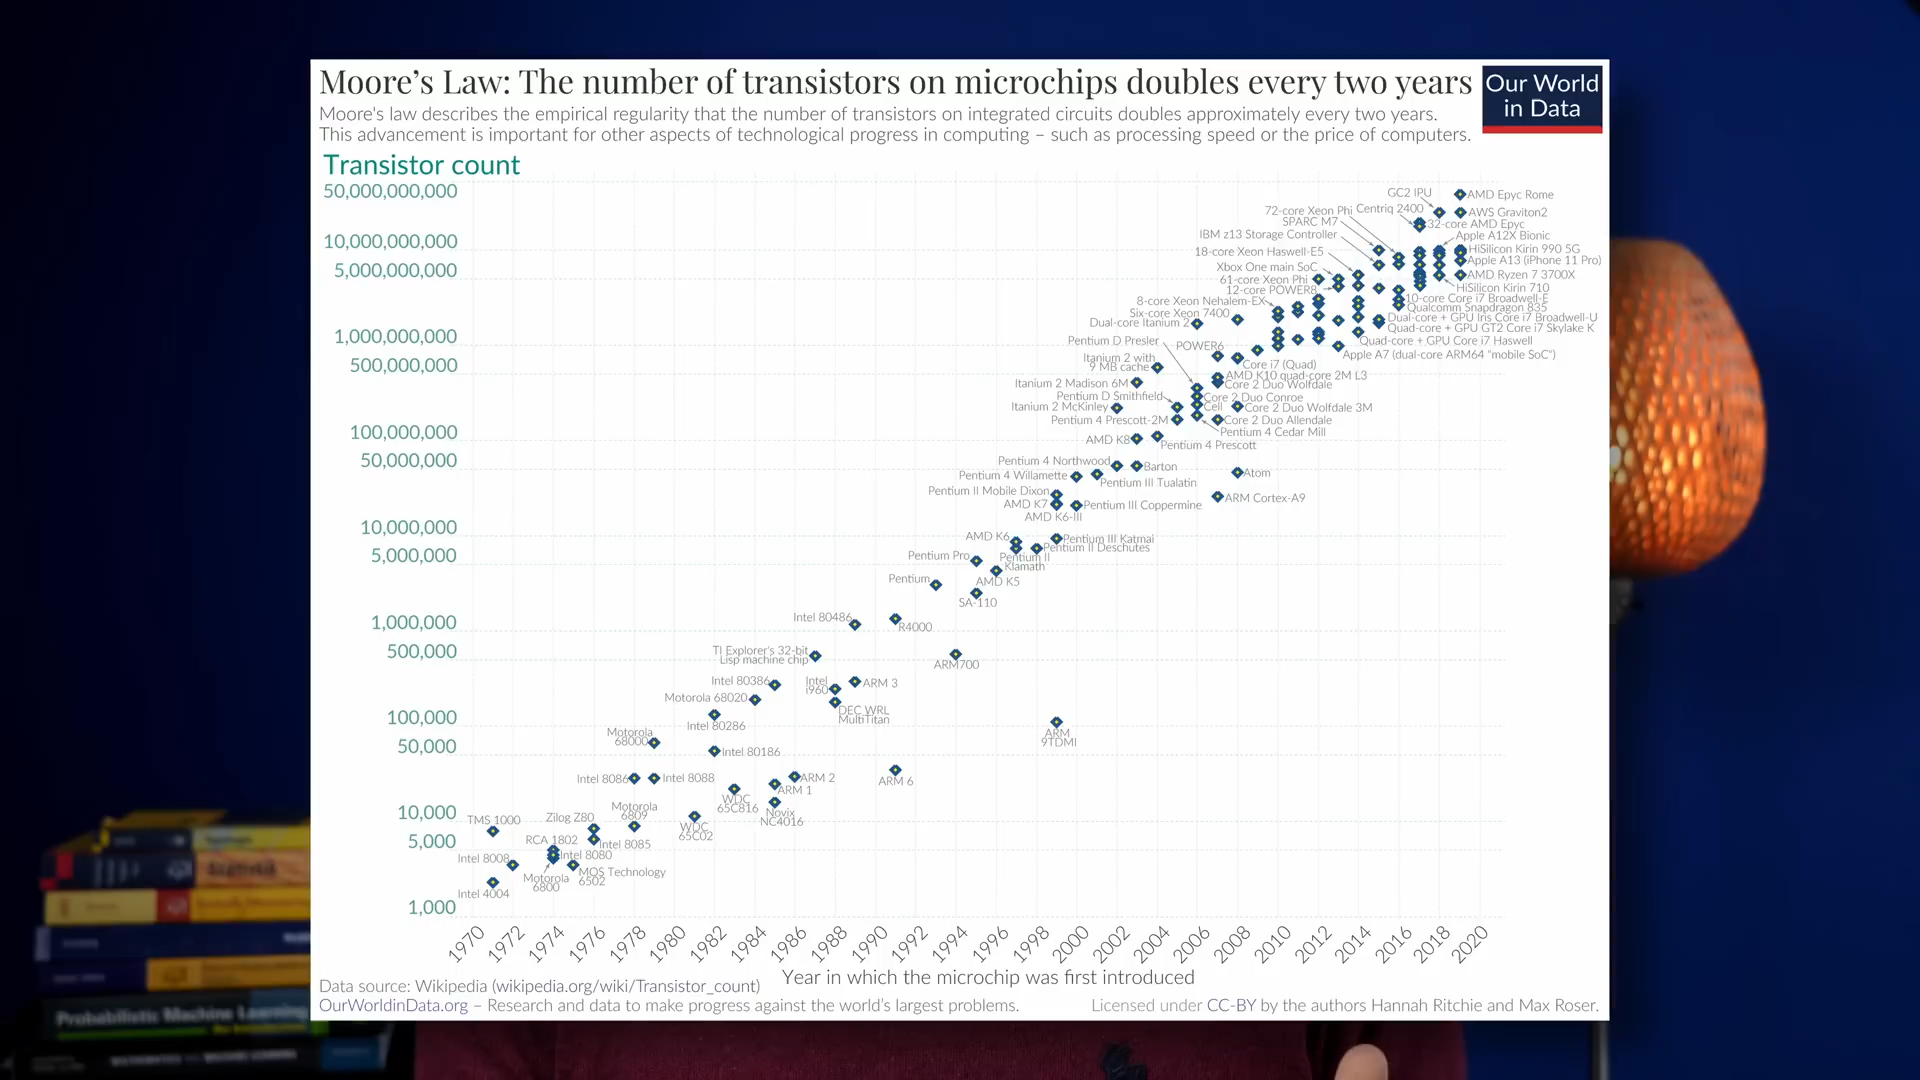 Moore's Law: The number of transistors on microchips doubles every two years
Our World
in Data
Moore's law describes the empirical regularity that the number of transistors on integrated circuits doubles approximately every two years.
This advancement is important for other aspects of technological progress in computing – such as processing speed or the price of computers.
Transistor count
50,000,000,000
10,000,000,000
5,000,000,000
1,000,000,000
500,000,000
100,000,000
50,000,000
10,000,000
5,000,000
1,000,000
500,000
100,000
50,000
10,000
5,000
1,000
GC2 IPU
AMD Epyc Rome
72-core Xeon Phi
Centriq 2400
AWS Graviton2
SPARC M7
32-core AMD Epyc
IBM z13 Storage Controller
Apple A12X Bionic
18-core Xeon Haswell-E5
HiSilicon Kirin 990 5G
Xbox One main SoC
Apple A13 (iPhone 11 Pro)
61-core Xeon Phi
AMD Ryzen 7 3700X
12-core POWER8
HiSilicon Kirin 710
8-core Xeon Nehalem-EX
10-core Core i7 Broadwell-E
Six-core Xeon 7400
Qualcomm Snapdragon 835
Dual-core Itanium 2
Dual-core + GPU Iris Core i7 Broadwell-U
Quad-core + GPU GT2 Core i7 Skylake K
Pentium D Presler
POWER6
Quad-core + GPU Core i7 Haswell
Itanium 2 with
9 MB cache
Apple A7 (dual-core ARM64 "mobile SoC")
Core i7 (Quad)
AMD K10 quad-core 2M L3
Itanium 2 Madison 6M
Core 2 Duo Wolfdale
Pentium D Smithfield
Core 2 Duo Conroe
Itanium 2 McKinley
Cell
Core 2 Duo Wolfdale 3M
Pentium 4 Prescott-2M
Core 2 Duo Allendale
AMD K8
Pentium 4 Cedar Mill
Pentium 4 Prescott
Pentium 4 Northwood
Barton
Atom
Pentium 4 Willamette
Pentium III Tualatin
Pentium II Mobile Dixon
ARM Cortex-A9
AMD K7
Pentium III Coppermine
AMD K6-III
AMD K6
Pentium III Katmai
Pentium II Deschutes
Pentium Pro
Pentium II
Klamath
Pentium
AMD K5
SA-110
Intel 80486
R4000
TI Explorer's 32-bit
Lisp machine chip
ARM700
Intel 80386
Intel
i960
ARM 3
Motorola 68020
DEC WRL
MultiTitan
Intel 80286
ARM
9TDMI
Motorola
68000
Intel 80186
Intel 8086
Intel 8088
ARM 2
ARM 6
ARM 1
WDC
65C816
Novix
NC4016
Motorola
6809
WDC
65C02
TMS 1000
Zilog Z80
RCA 1802
Intel 8085
Intel 8008
Intel 8080
MOS Technology
6502
Motorola
6800
Intel 4004
1970
1972
1974
1976
1978
1980
1982
1984
1986
1988
1990
1992
1994
1996
1998
2000
2002
2004
2006
2008
2010
2012
2014
2016
2018
2020
Year in which the microchip was first introduced
Data source: Wikipedia (wikipedia.org/wiki/Transistor_count)
OurWorldinData.org – Research and data to make progress against the world's largest problems.
Licensed under CC-BY by the authors Hannah Ritchie and Max Roser.
Probabilistic Machine Learning